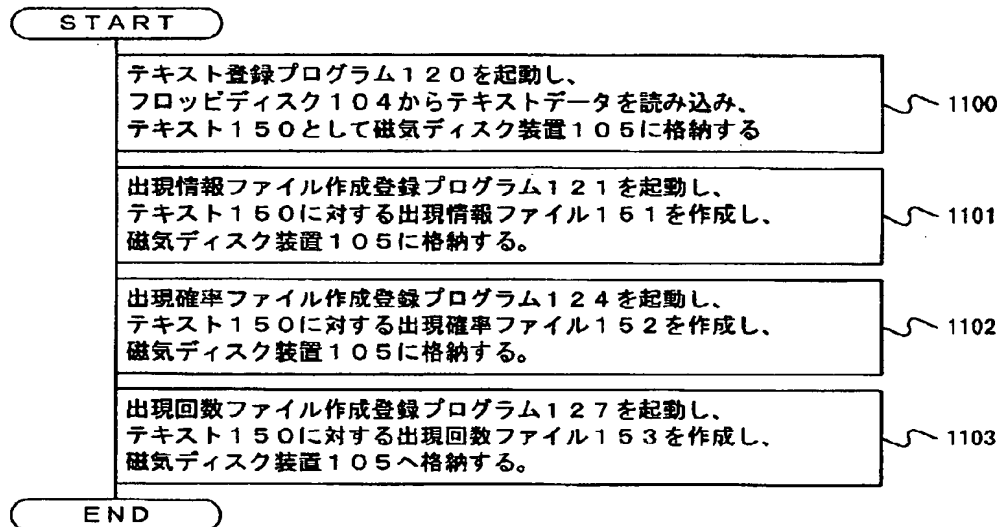 START
テキスト登録プログラム120を起動し、
フロッピディスク104からテキストデータを読み込み、
テキスト150として磁気ディスク装置105に格納する
1100
出現情報ファイル作成登録プログラム121を起動し、
テキスト150に対する出現情報ファイル151を作成し、
磁気ディスク装置105に格納する。
1101
出現確率ファイル作成登録プログラム124を起動し、
テキスト150に対する出現確率ファイル152を作成し、
磁気ディスク装置105に格納する。
1102
出現回数ファイル作成登録プログラム127を起動し、
テキスト150に対する出現回数ファイル153を作成し、
磁気ディスク装置105へ格納する。
1103
END